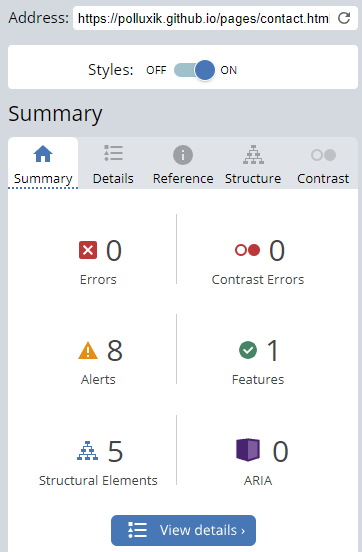 Address: https://polluxik.github.io/pages/contact.html
Styles: OFF ON
Summary
Summary Details Reference Structure Contrast
0 0
Errors Contrast Errors
8 1
Alerts Features
5 0
Structural Elements ARIA
View details ›